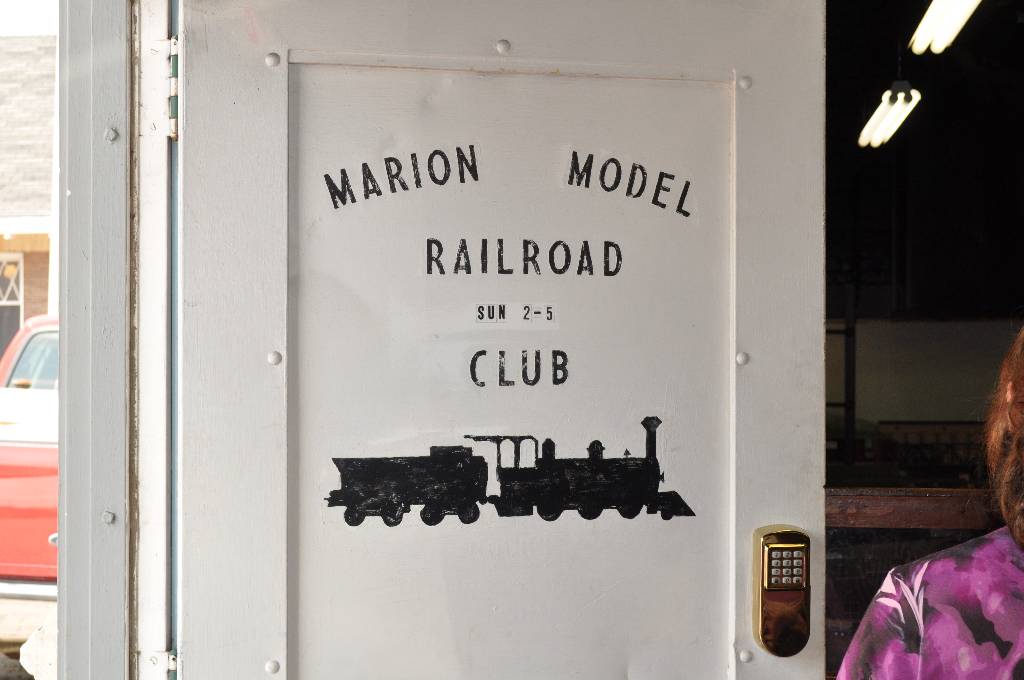 MARION MODEL
RAILROAD
SUN 2-5
CLUB